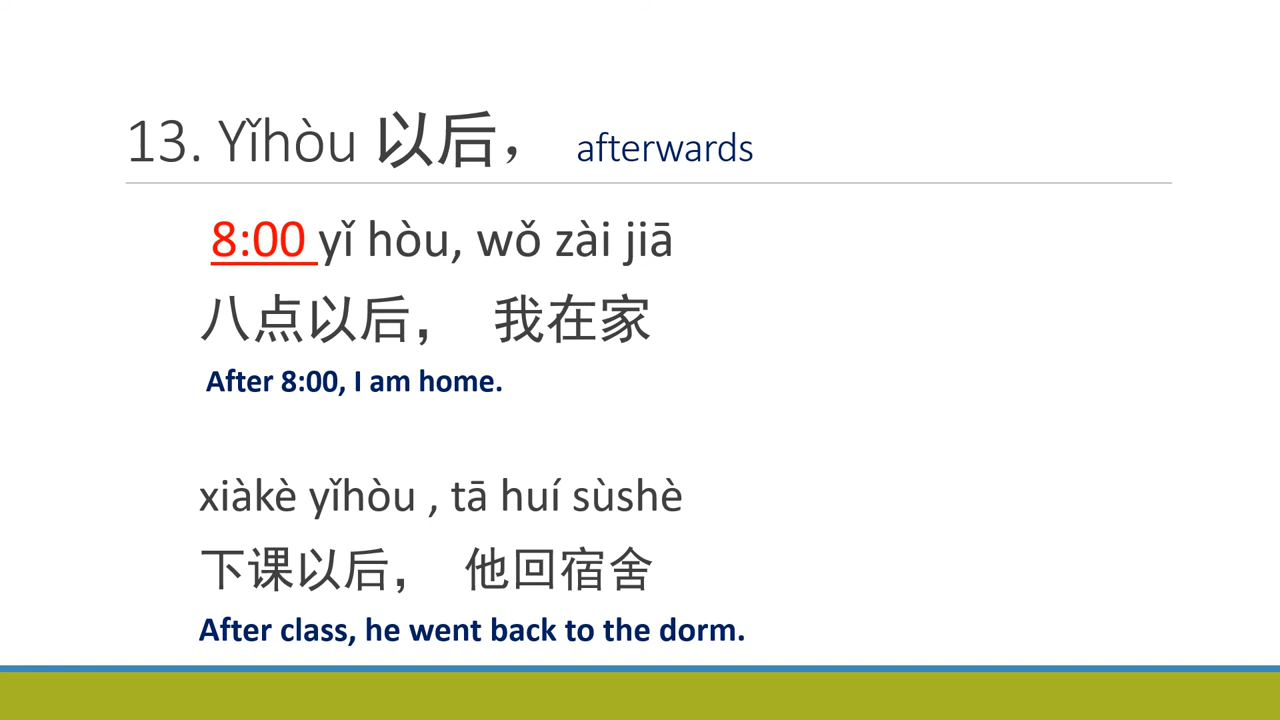 13. Yǐhòu 以后， afterwards
8:00 yǐ hòu, wǒ zài jiā
八点以后， 我在家
After 8:00, I am home.
xiàkè yǐhòu , tā huí sùshè
下课以后， 他回宿舍
After class, he went back to the dorm.